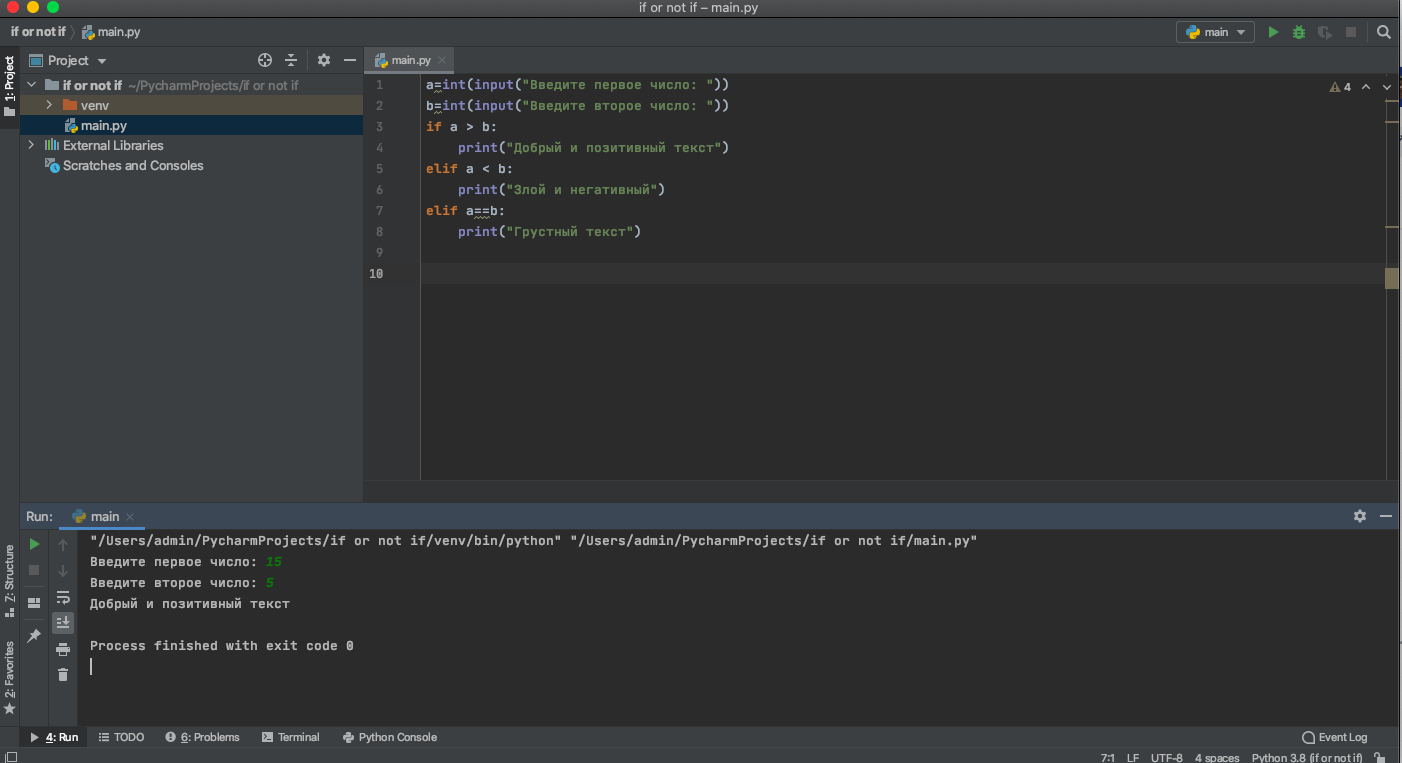 if or not if – main.py
if or not if main.py main
1: Project
Project
main.py
if or not if ~/PycharmProjects/if or not if
venv
main.py
External Libraries
Scratches and Consoles
4
1 a=int(input("Введите первое число: "))
2 b=int(input("Введите второе число: "))
3 if a > b:
4 print("Добрый и позитивный текст")
5 elif a < b:
6 print("Злой и негативный")
7 elif a==b:
8 print("Грустный текст")
9
10
Run: main
"/Users/admin/PycharmProjects/if or not if/venv/bin/python" "/Users/admin/PycharmProjects/if or not if/main.py"
Введите первое число: 15
Введите второе число: 5
Добрый и позитивный текст
Process finished with exit code 0
7: Structure
2: Favorites
4: Run TODO 6: Problems Terminal Python Console Event Log
7:1 LF UTF-8 4 spaces Python 3.8 (if or not if)